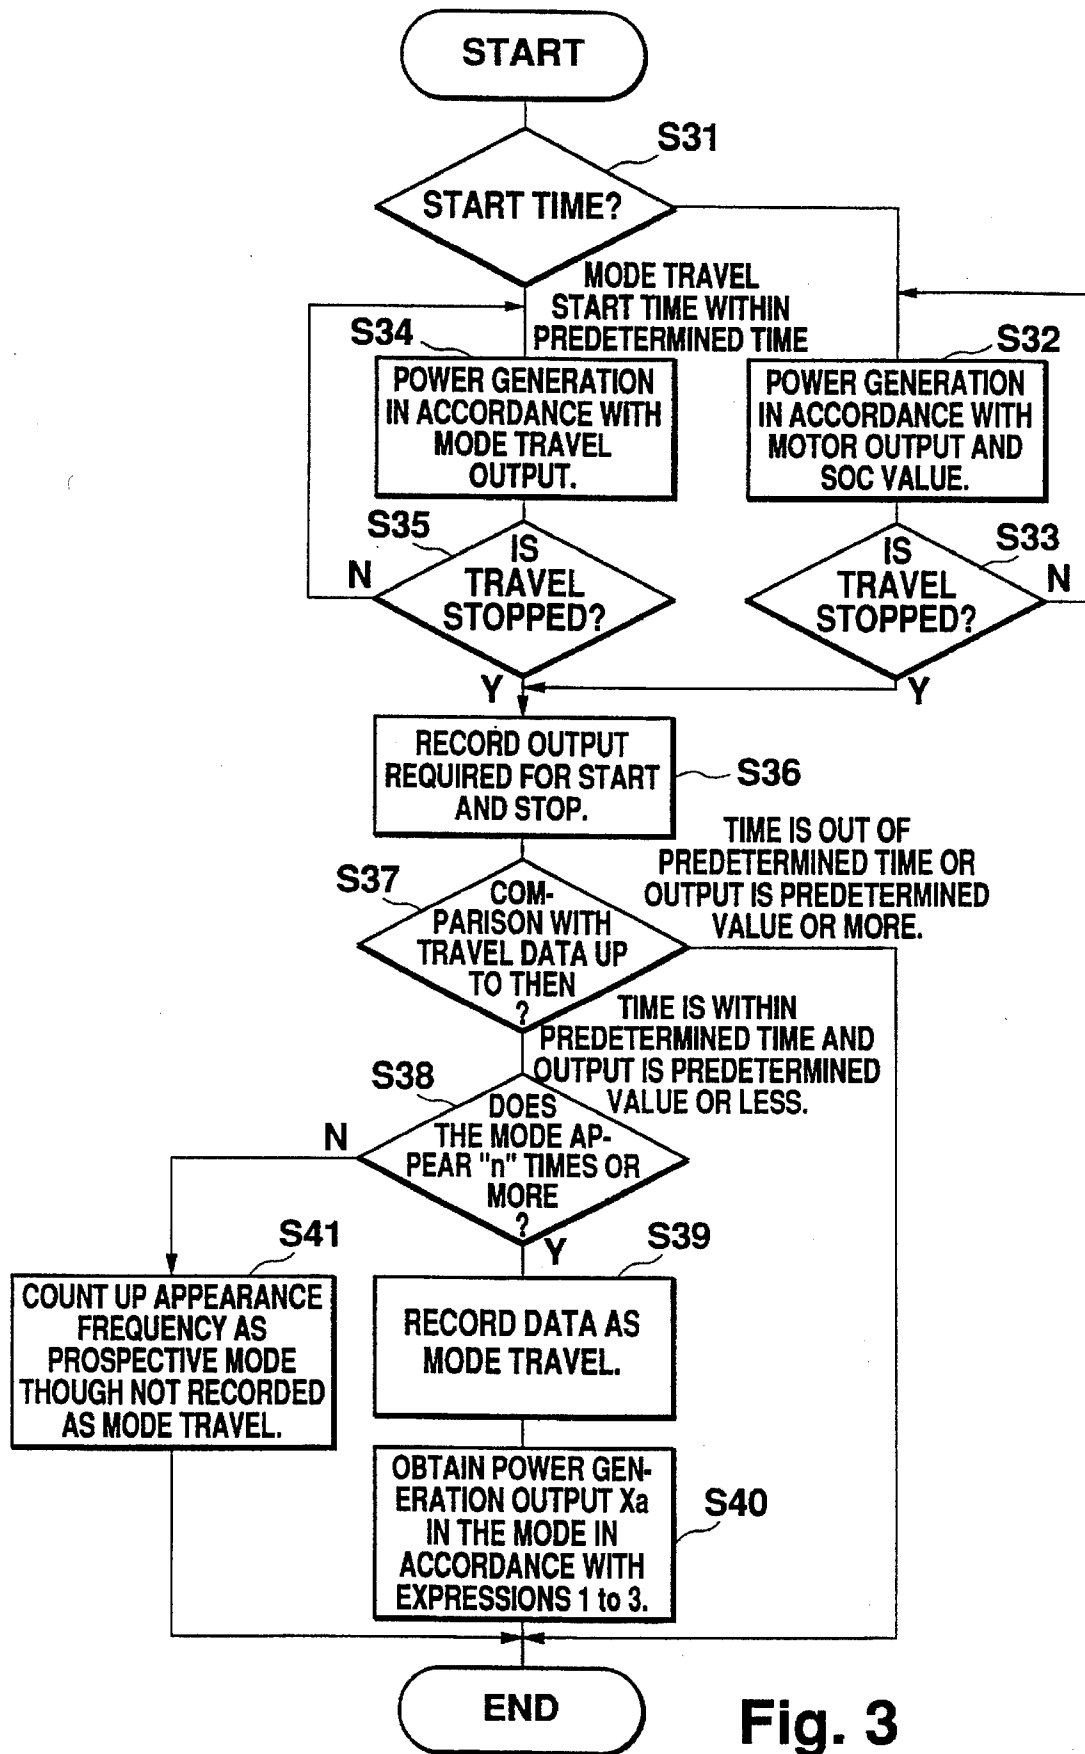 START
S31
START TIME?
MODE TRAVEL
START TIME WITHIN
PREDETERMINED TIME
S34
POWER GENERATION
IN ACCORDANCE WITH
MODE TRAVEL
OUTPUT.
S32
POWER GENERATION
IN ACCORDANCE WITH
MOTOR OUTPUT AND
SOC VALUE.
S35
IS
TRAVEL
STOPPED?
N
Y
S33
IS
TRAVEL
STOPPED?
N
Y
RECORD OUTPUT
REQUIRED FOR START
AND STOP.
S36
S37
COM-
PARISON WITH
TRAVEL DATA UP
TO THEN
?
TIME IS OUT OF
PREDETERMINED TIME OR
OUTPUT IS PREDETERMINED
VALUE OR MORE.
TIME IS WITHIN
PREDETERMINED TIME AND
OUTPUT IS PREDETERMINED
VALUE OR LESS.
S38
DOES
THE MODE AP-
PEAR "n" TIMES OR
MORE
?
N
Y
S41
COUNT UP APPEARANCE
FREQUENCY AS
PROSPECTIVE MODE
THOUGH NOT RECORDED
AS MODE TRAVEL.
S39
RECORD DATA AS
MODE TRAVEL.
OBTAIN POWER GEN-
ERATION OUTPUT Xa
IN THE MODE IN
ACCORDANCE WITH
EXPRESSIONS 1 to 3.
S40
END
Fig. 3